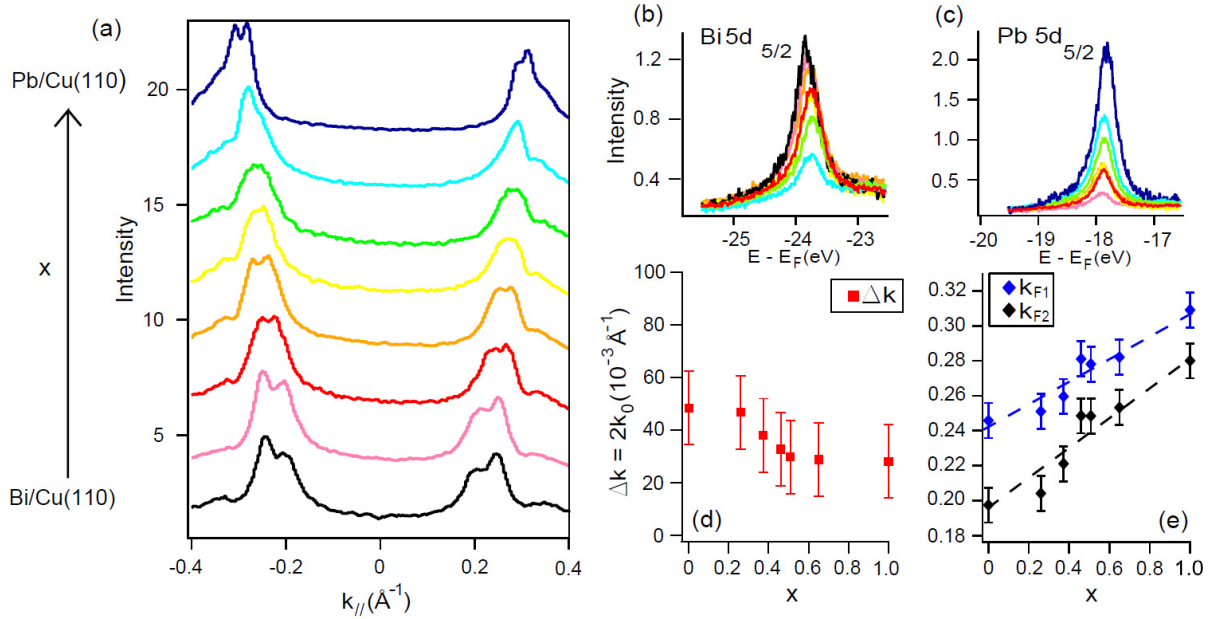 (a)
Pb/Cu(110)
x
Bi/Cu(110)
Intensity
20
15
10
5
-0.4
-0.2
0
0.2
0.4
k//(Å-1)
(b)
Bi 5d 5/2
Intensity
1.2
0.8
0.4
-25
-24
-23
E - EF(eV)
(c)
Pb 5d 5/2
2.0
1.5
1.0
0.5
-20
-19
-18
-17
E - EF(eV)
Δk
Δk = 2k0 (10-3 Å-1)
100
80
60
40
20
0
(d)
0
0.2
0.4
0.6
0.8
1.0
x
kF1
kF2
0.32
0.30
0.28
0.26
0.24
0.22
0.20
0.18
(e)
0
0.2
0.4
0.6
0.8
1.0
x